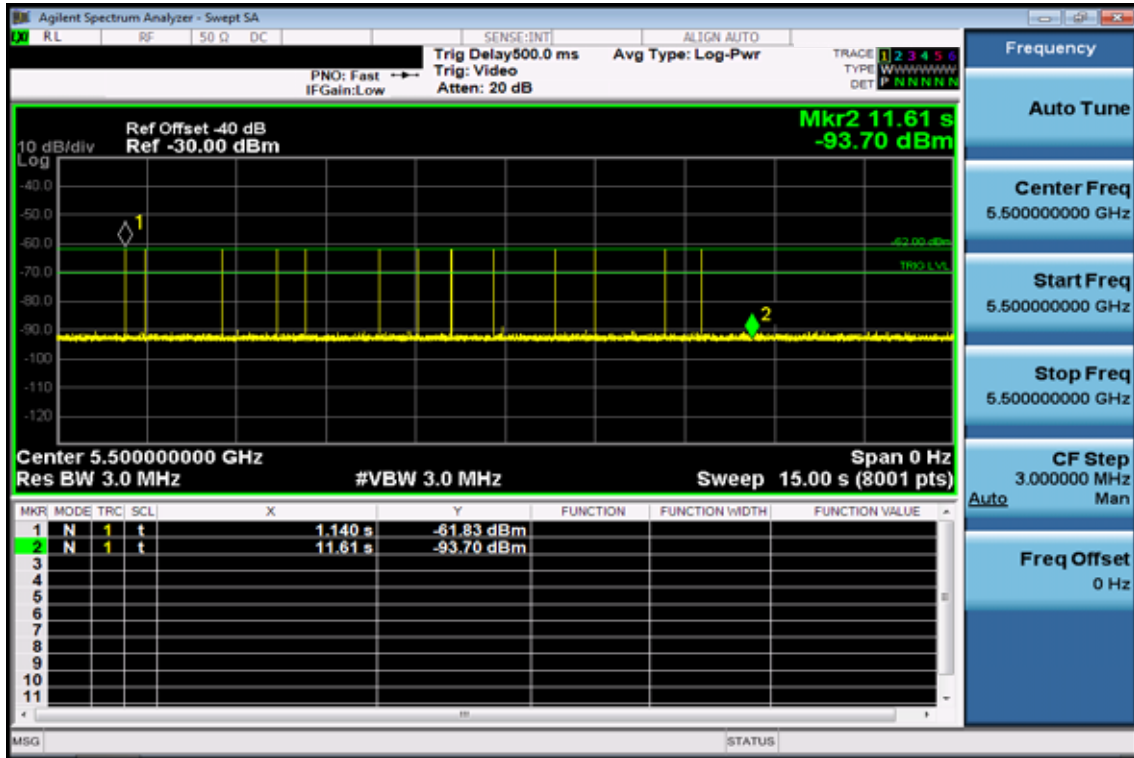 Agilent Spectrum Analyzer - Swept SA
RL RF 50 Ω DC SENSE:INT ALIGN AUTO
Trig Delay500.0 ms Avg Type: Log-Pwr
PNO: Fast Trig: Video
IFGain:Low Atten: 20 dB
TRACE 1 2 3 4 5 6
TYPE WWWWWW
DET P N N N N N
Frequency
Auto Tune
Center Freq
5.500000000 GHz
Start Freq
5.500000000 GHz
Stop Freq
5.500000000 GHz
CF Step
3.000000 MHz
Auto Man
Freq Offset
0 Hz
Mkr2 11.61 s
-93.70 dBm
Ref Offset -40 dB
10 dB/div Ref -30.00 dBm
Log
-40.0
-50.0
1
-60.0
-62.00 dBm
-70.0
TRIG LVL
-80.0
-90.0
2
-100
-110
-120
Center 5.500000000 GHz Span 0 Hz
Res BW 3.0 MHz #VBW 3.0 MHz Sweep 15.00 s (8001 pts)
MKR MODE TRC SCL X Y FUNCTION FUNCTION WIDTH FUNCTION VALUE
1 N 1 t 1.140 s -61.83 dBm
2 N 1 t 11.61 s -93.70 dBm
3
4
5
6
7
8
9
10
11
MSG STATUS